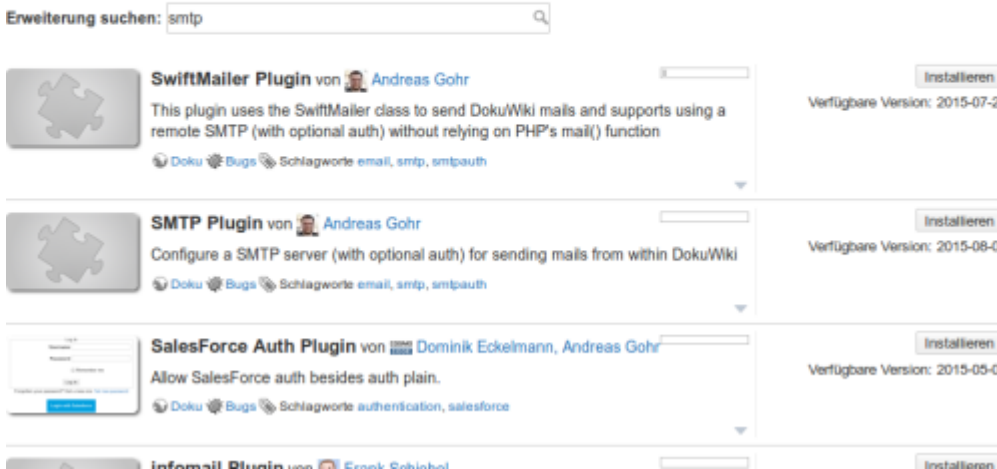 Erweiterung suchen: smtp
SwiftMailer Plugin von Andreas Gohr
Installieren
Verfügbare Version: 2015-07-2
This plugin uses the SwiftMailer class to send DokuWiki mails and supports using a
remote SMTP (with optional auth) without relying on PHP's mail() function
Doku Bugs Schlagworte email, smtp, smtpauth
SMTP Plugin von Andreas Gohr
Installieren
Verfügbare Version: 2015-08-0
Configure a SMTP server (with optional auth) for sending mails from within DokuWiki
Doku Bugs Schlagworte email, smtp, smtpauth
SalesForce Auth Plugin von Dominik Eckelmann, Andreas Gohr
Installieren
Verfügbare Version: 2015-05-0
Allow SalesForce auth besides auth plain.
Doku Bugs Schlagworte authentication, salesforce
infomail Plugin von Frank Schiebel
Installieren